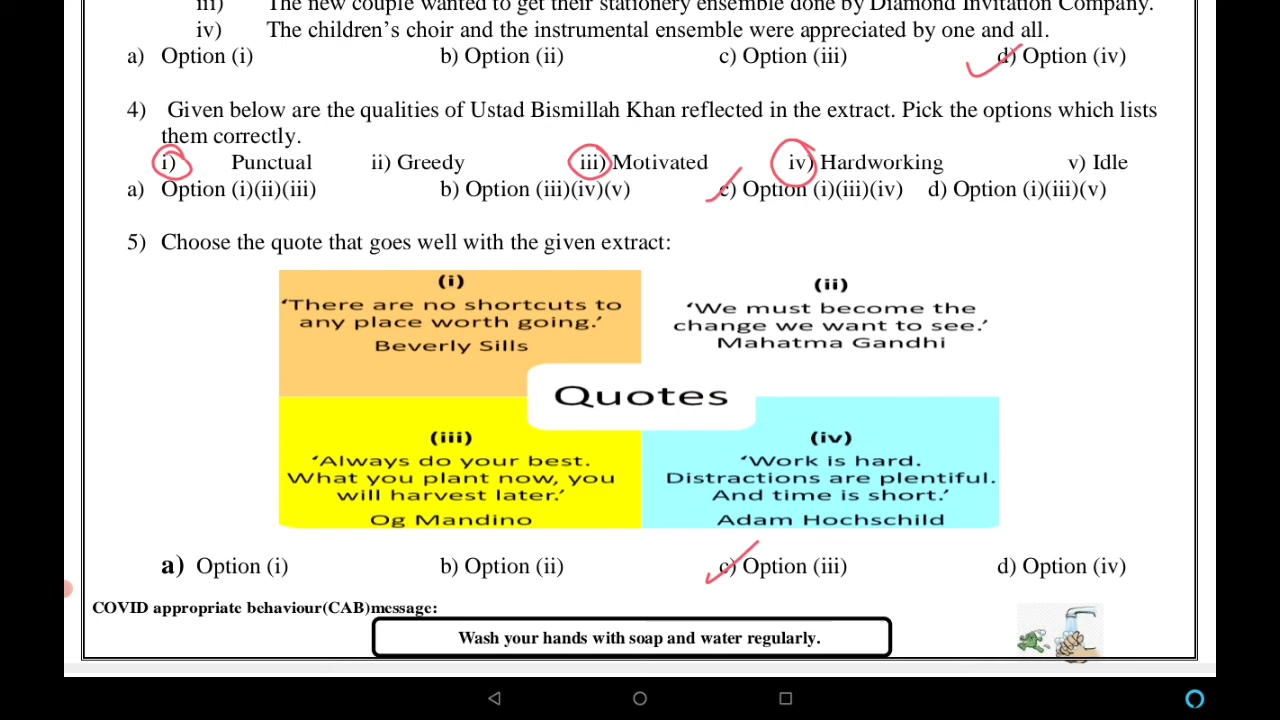 iii) The new couple wanted to get their stationery ensemble done by Diamond Invitation Company.
iv) The children's choir and the instrumental ensemble were appreciated by one and all.
a) Option (i) b) Option (ii) c) Option (iii) d) Option (iv)
4) Given below are the qualities of Ustad Bismillah Khan reflected in the extract. Pick the options which lists
them correctly.
i) Punctual ii) Greedy iii) Motivated iv) Hardworking v) Idle
a) Option (i)(ii)(iii) b) Option (iii)(iv)(v) c) Option (i)(iii)(iv) d) Option (i)(iii)(v)
5) Choose the quote that goes well with the given extract:
(i)
'There are no shortcuts to
any place worth going.'
Beverly Sills
(ii)
'We must become the
change we want to see.'
Mahatma Gandhi
Quotes
(iii)
'Always do your best.
What you plant now, you
will harvest later.'
Og Mandino
(iv)
'Work is hard.
Distractions are plentiful.
And time is short.'
Adam Hochschild
a) Option (i) b) Option (ii) c) Option (iii) d) Option (iv)
COVID appropriate behaviour(CAB)message:
Wash your hands with soap and water regularly.